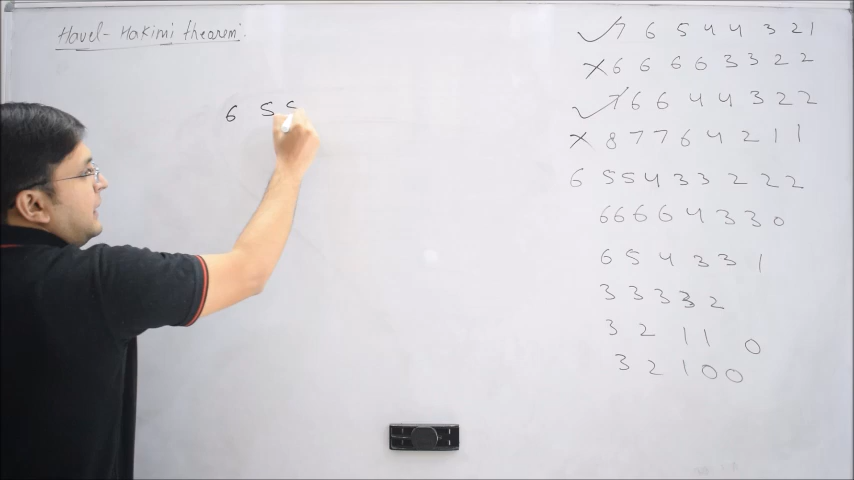 Havel-Hakimi theorem:
6 5 5
✓ 7 6 5 4 4 3 2 1
× 6 6 6 6 3 3 2 2
✓ 7 6 6 4 4 3 2 2
× 8 7 7 6 4 2 1 1
6 5 5 4 3 3 2 2 2
6 6 6 6 4 3 3 0
6 5 4 3 3 1
3 3 3 3 2
3 2 1 1 0
3 2 1 0 0